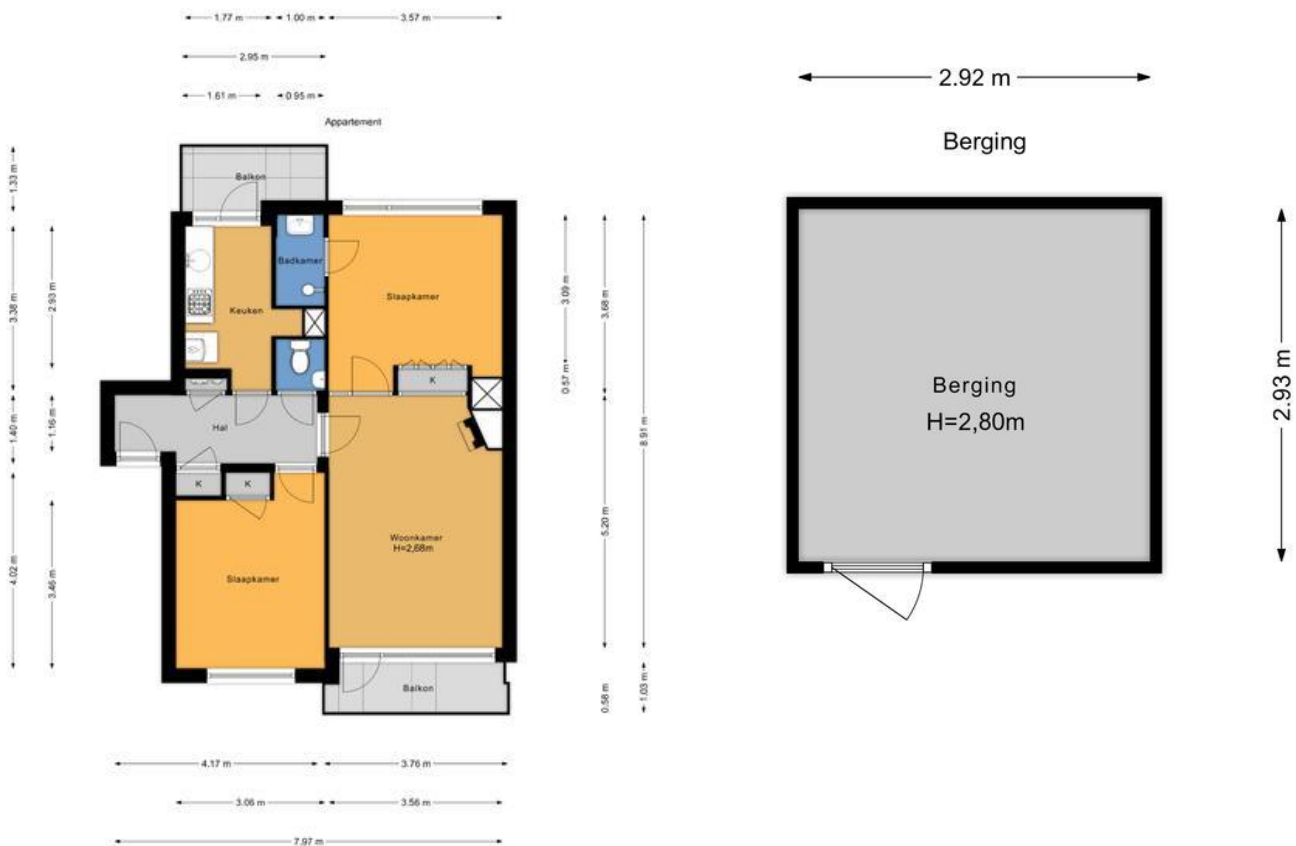 1.77 m 1.00 m 3.57 m
2.95 m
1.61 m 0.95 m
Appartement
Balkon
Badkamer
Slaapkamer
Keuken
K
Hal
K K
Woonkamer
H=2,68m
Slaapkamer
Balkon
1.33 m
3.38 m
2.93 m
1.40 m
1.16 m
4.02 m
3.46 m
3.09 m
3.68 m
0.57 m
8.91 m
5.20 m
0.58 m
1.03 m
4.17 m 3.76 m
3.06 m 3.56 m
7.97 m
2.92 m
Berging
Berging
H=2,80m
2.93 m